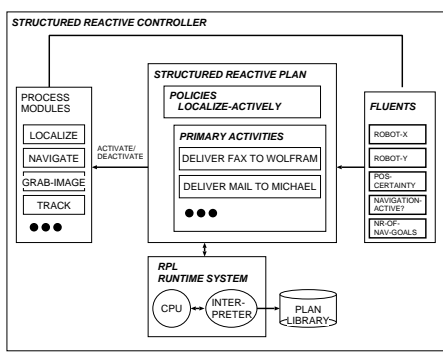 STRUCTURED REACTIVE CONTROLLER
PROCESS
MODULES
LOCALIZE
NAVIGATE
GRAB-IMAGE
TRACK
ACTIVATE/
DEACTIVATE
STRUCTURED REACTIVE PLAN
POLICIES
LOCALIZE-ACTIVELY
PRIMARY ACTIVITIES
DELIVER FAX TO WOLFRAM
DELIVER MAIL TO MICHAEL
FLUENTS
ROBOT-X
ROBOT-Y
POS-
CERTAINTY
NAVIGATION-
ACTIVE?
NR-OF-
NAV-GOALS
RPL
RUNTIME SYSTEM
CPU
INTER-
PRETER
PLAN
LIBRARY